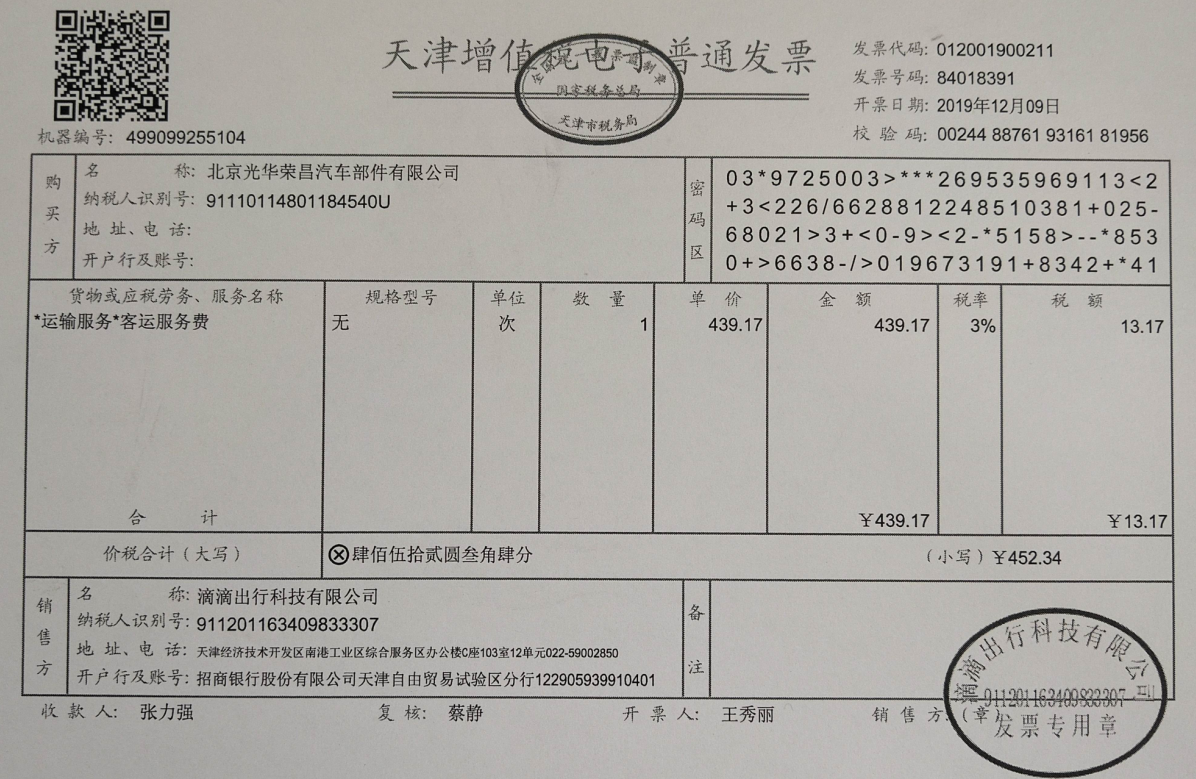 天津增值税电子普通发票
全国统一发票监制章
国家税务总局
天津市税务局
发票代码: 012001900211
发票号码: 84018391
开票日期: 2019年12月09日
校 验 码: 00244 88761 93161 81956
机器编号: 499099255104
购买方
名 称: 北京光华荣昌汽车部件有限公司
纳税人识别号: 91110114801184540U
地 址、电 话:
开户行及账号:
密码区
03*9725003>***269535969113<2
+3<226/6628812248510381+025-
68021>3+<0-9><2-*5158>--*853
0+>6638-/>019673191+8342+*41
货物或应税劳务、服务名称 规格型号 单位 数 量 单 价 金 额 税率 税 额
*运输服务*客运服务费 无 次 1 439.17 439.17 3% 13.17
合 计 ￥439.17 ￥13.17
价税合计(大写) ⊗肆佰伍拾贰圆叁角肆分 (小写)￥452.34
销售方
名 称: 滴滴出行科技有限公司
纳税人识别号: 911201163409833307
地 址、电 话: 天津经济技术开发区南港工业区综合服务区办公楼C座103室12单元022-59002850
开户行及账号: 招商银行股份有限公司天津自由贸易试验区分行122905939910401
备注
收 款 人: 张力强 复 核: 蔡静 开 票 人: 王秀丽 销 售 方:(章)
滴滴出行科技有限公司
911201163409833307
发票专用章